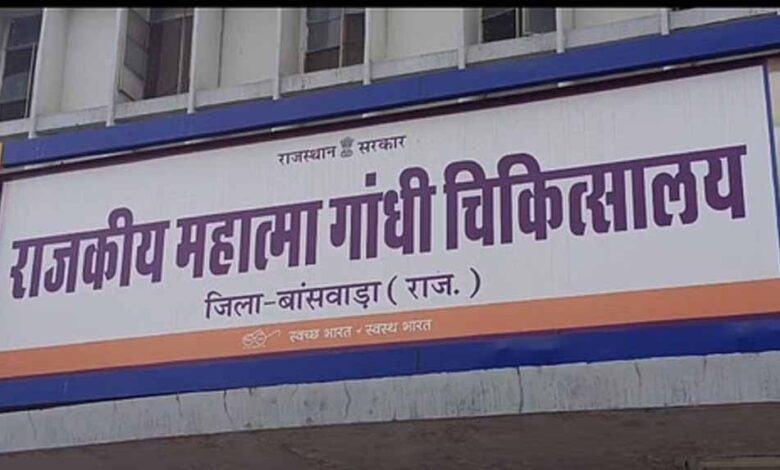 राजस्थान सरकार
राजकीय महात्मा गांधी चिकित्सालय
जिला-बांसवाड़ा ( राज. )
स्वच्छ भारत - स्वस्थ भारत